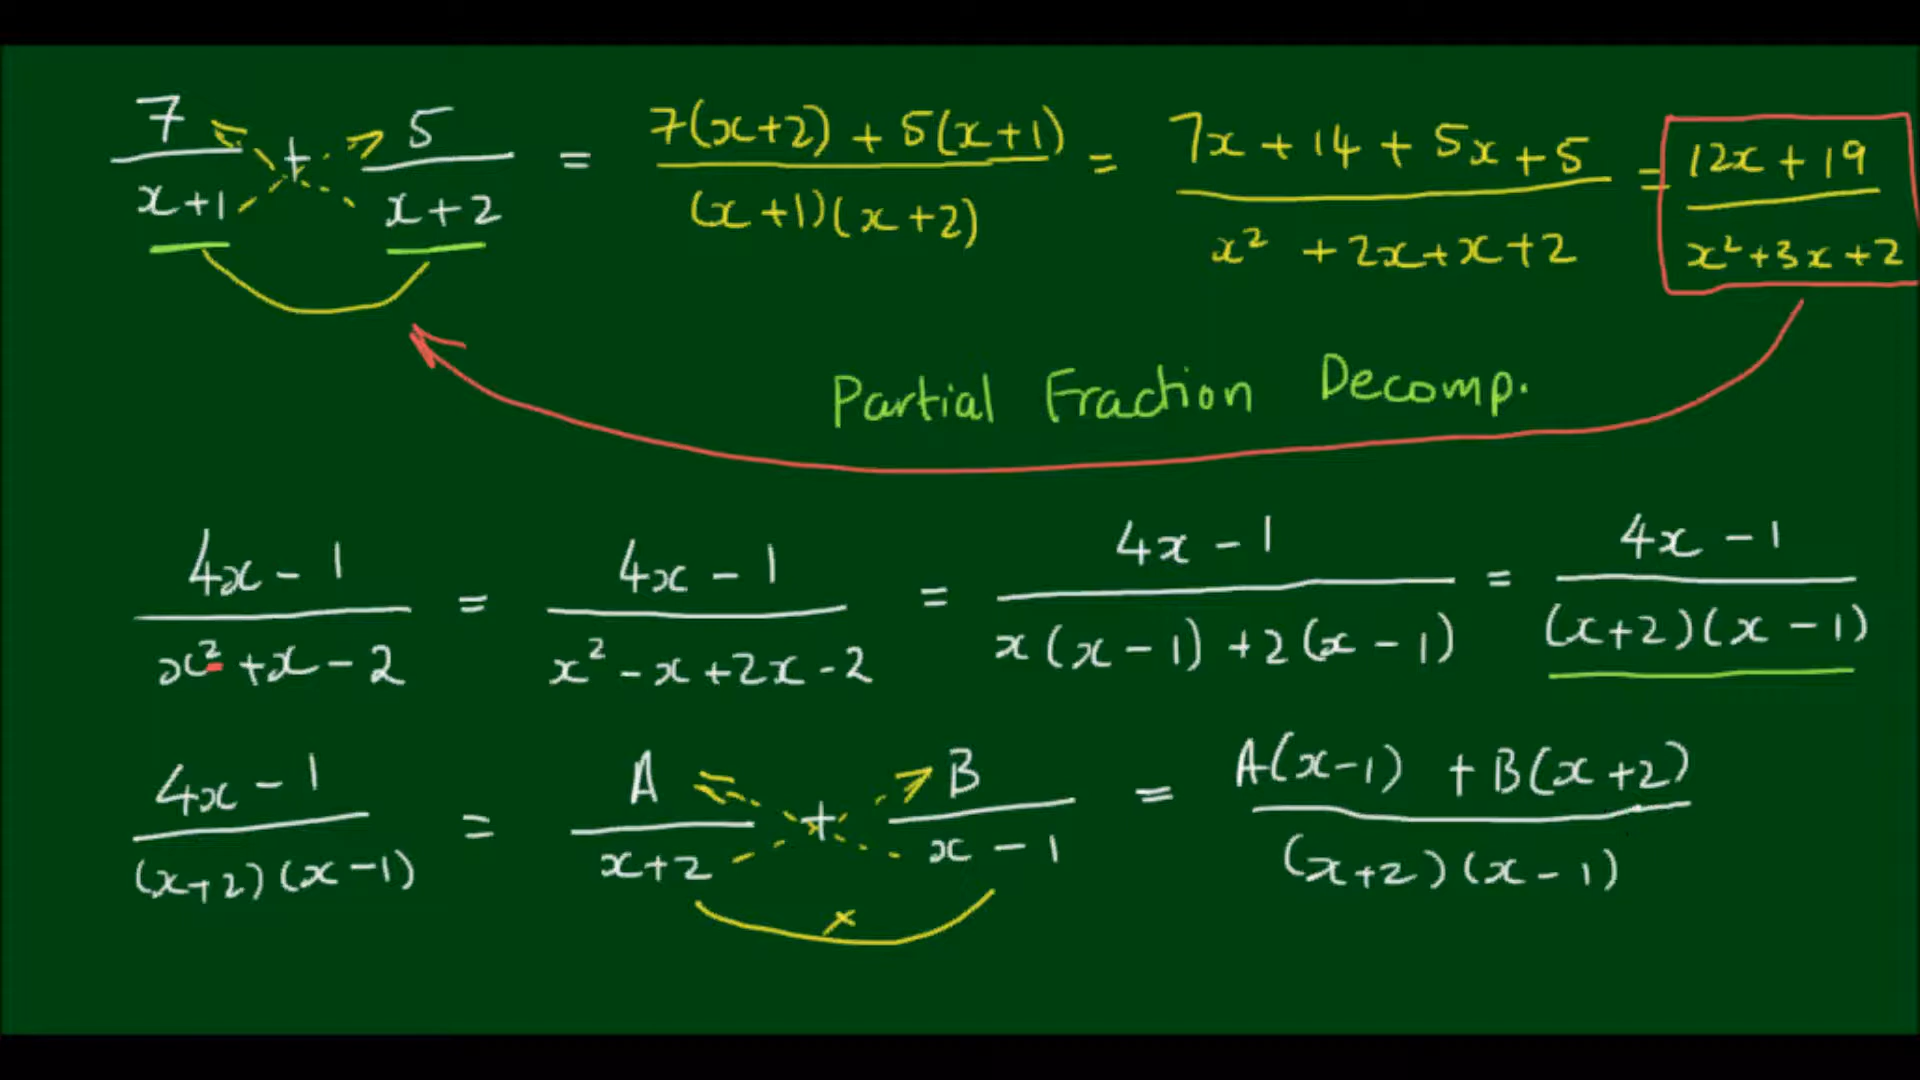 7/(x+1) + 5/(x+2) = (7(x+2) + 5(x+1))/((x+1)(x+2)) = (7x + 14 + 5x + 5)/(x² + 2x + x + 2) = (12x + 19)/(x² + 3x + 2)
Partial Fraction Decomp.
(4x - 1)/(x² + x - 2) = (4x - 1)/(x² - x + 2x - 2) = (4x - 1)/(x(x - 1) + 2(x - 1)) = (4x - 1)/((x+2)(x - 1))
(4x - 1)/((x+2)(x-1)) = A/(x+2) + B/(x - 1) = (A(x-1) + B(x+2))/((x+2)(x-1))
×